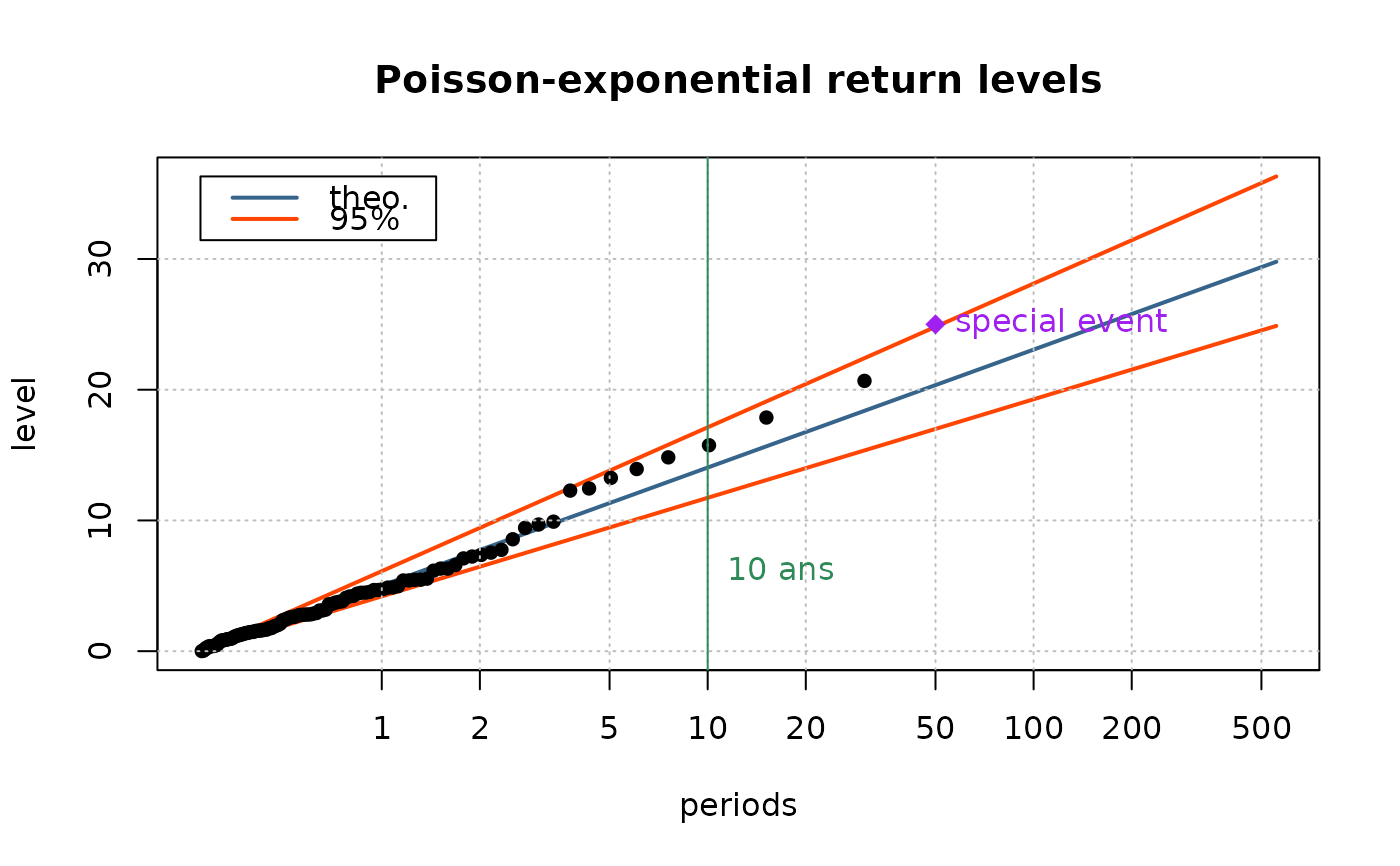 Poisson-exponential return levels
theo.
95%
30
20
10
0
level
special event
10 ans
1 2 5 10 20 50 100 200 500
periods